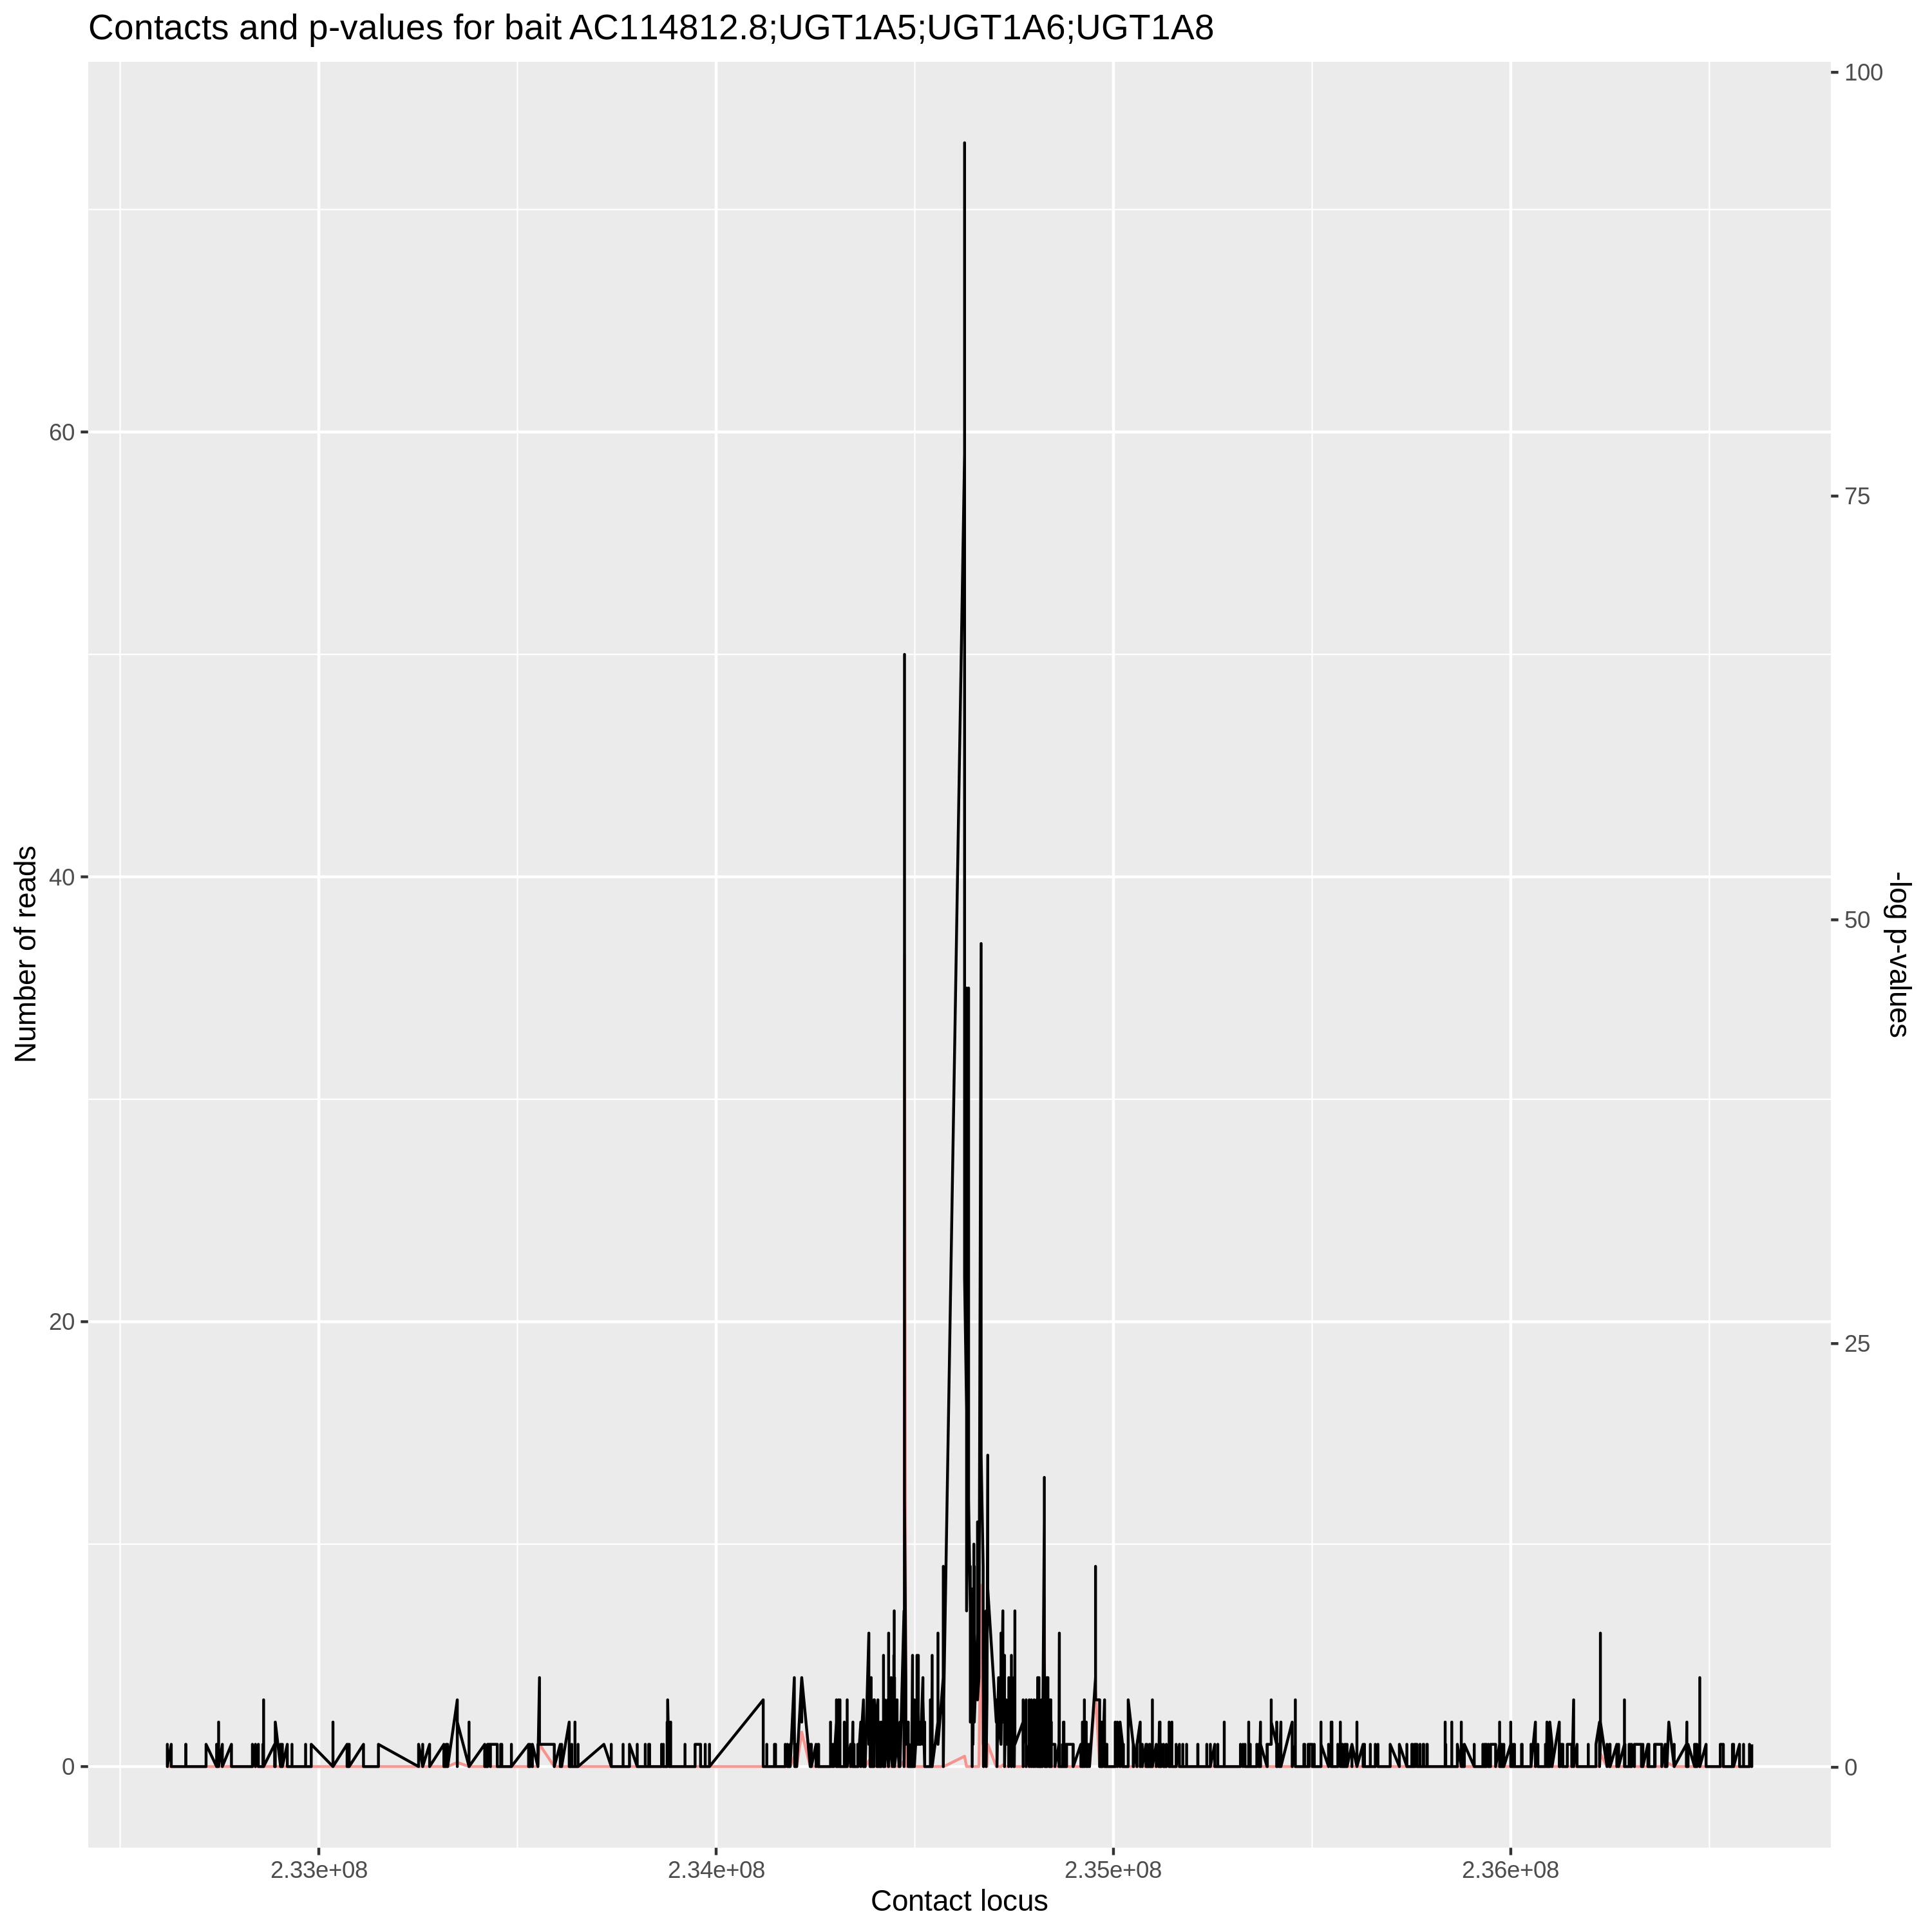 Contacts and p-values for bait AC114812.8;UGT1A5;UGT1A6;UGT1A8
100
75
50
25
0
60
40
20
0
Number of reads
-log p-values
2.33e+08 2.34e+08 2.35e+08 2.36e+08
Contact locus